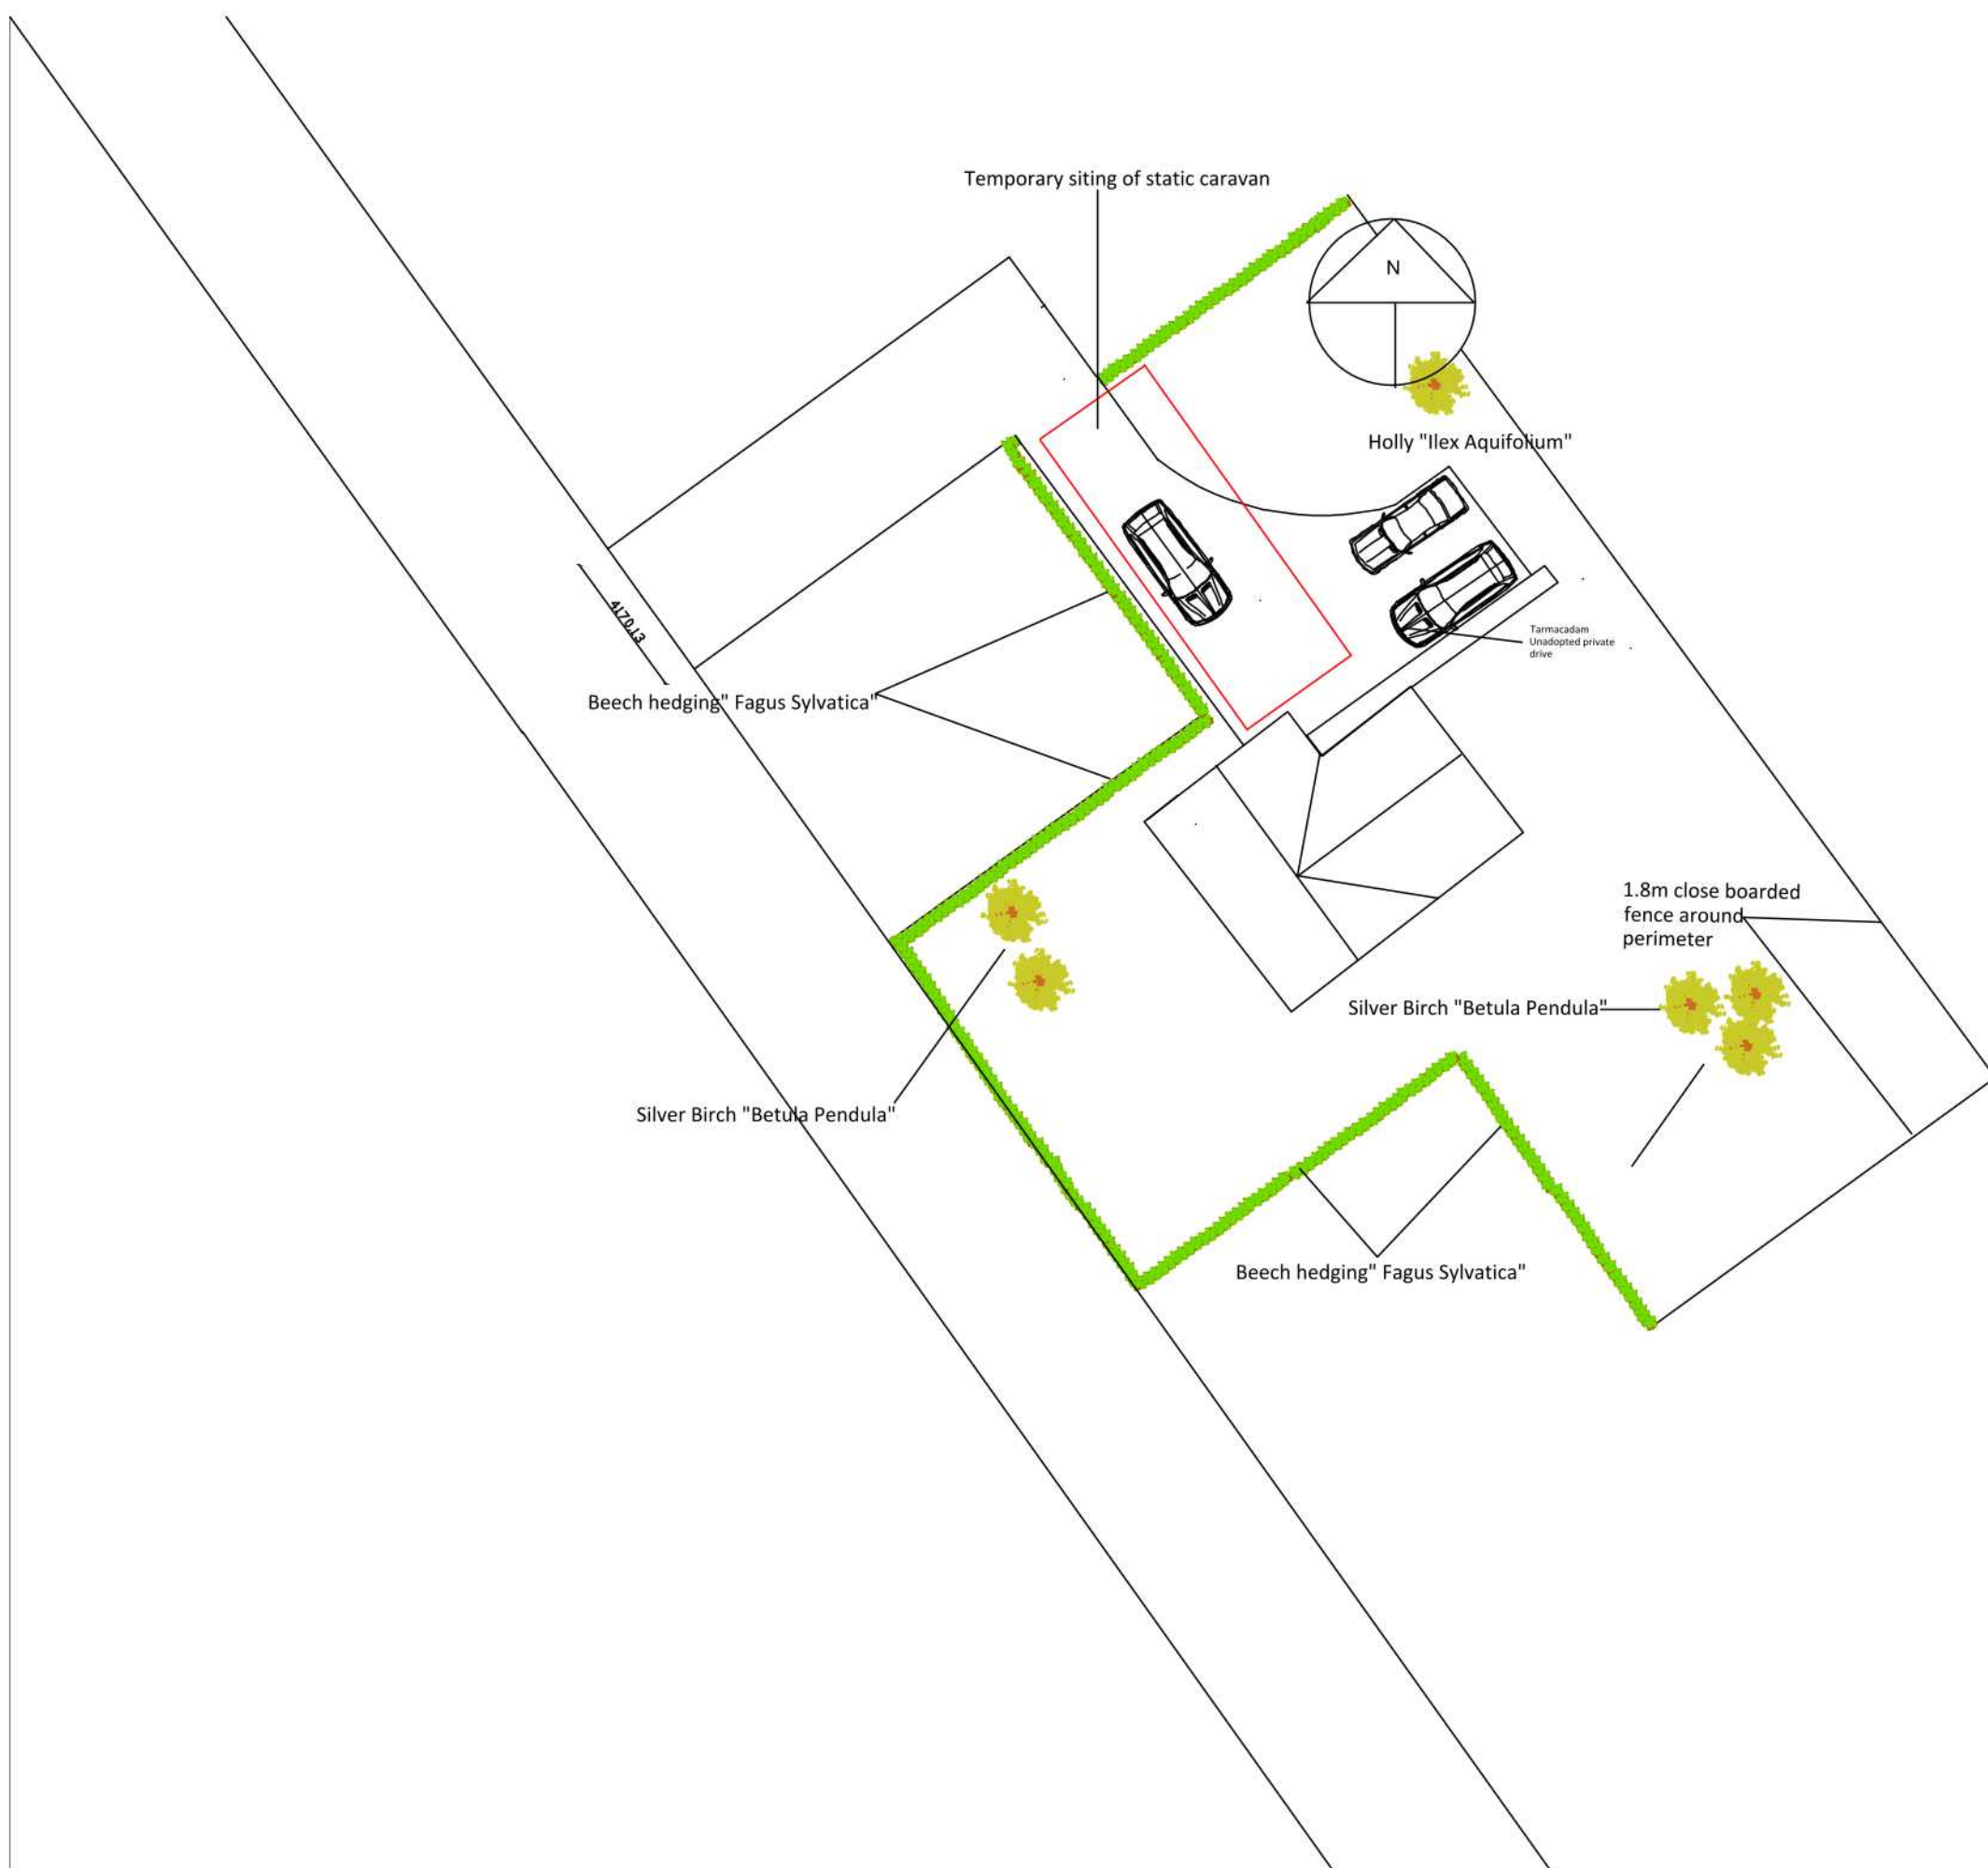 Temporary siting of static caravan
N
Holly "Ilex Aquifolium"
4170.13
Tarmacadam
Unadopted private
drive
Beech hedging" Fagus Sylvatica"
1.8m close boarded
fence around
perimeter
Silver Birch "Betula Pendula"
Silver Birch "Betula Pendula"
Beech hedging" Fagus Sylvatica"